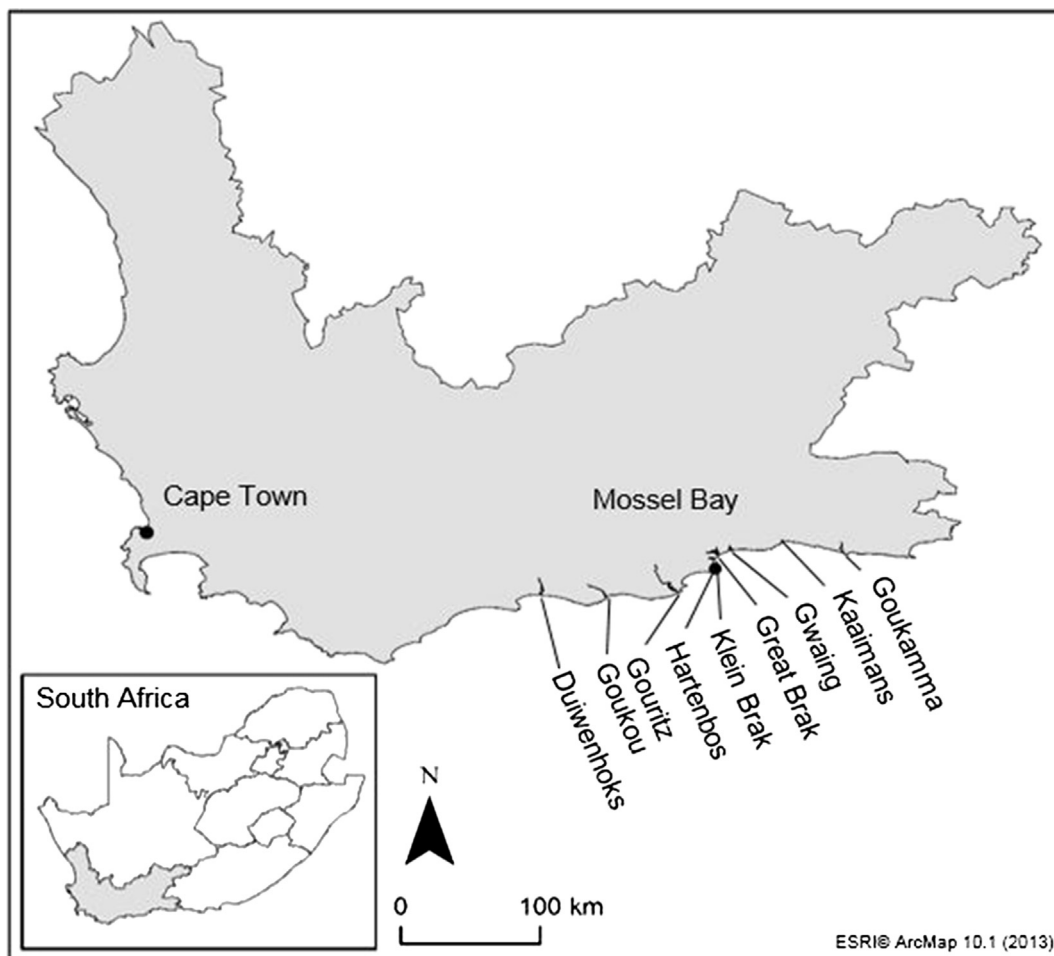 Cape Town
Mossel Bay
Duiwenhoks
Goukou
Gouritz
Hartenbos
Klein Brak
Great Brak
Gwaing
Kaaimans
Goukamma
South Africa
N
0 100 km
ESRI® ArcMap 10.1 (2013)